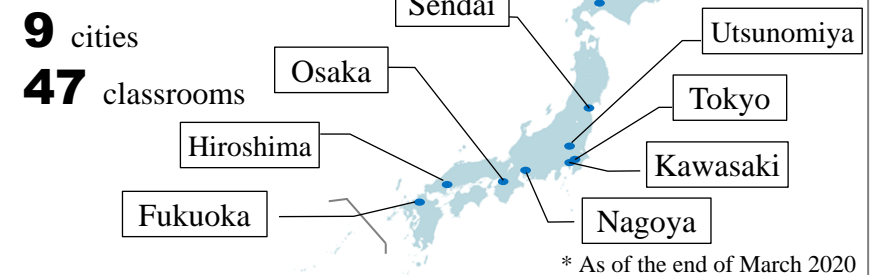 Sendai
9 cities
Utsunomiya
Osaka
47 classrooms
Tokyo
Hiroshima
Kawasaki
Fukuoka
Nagoya
* As of the end of March 2020